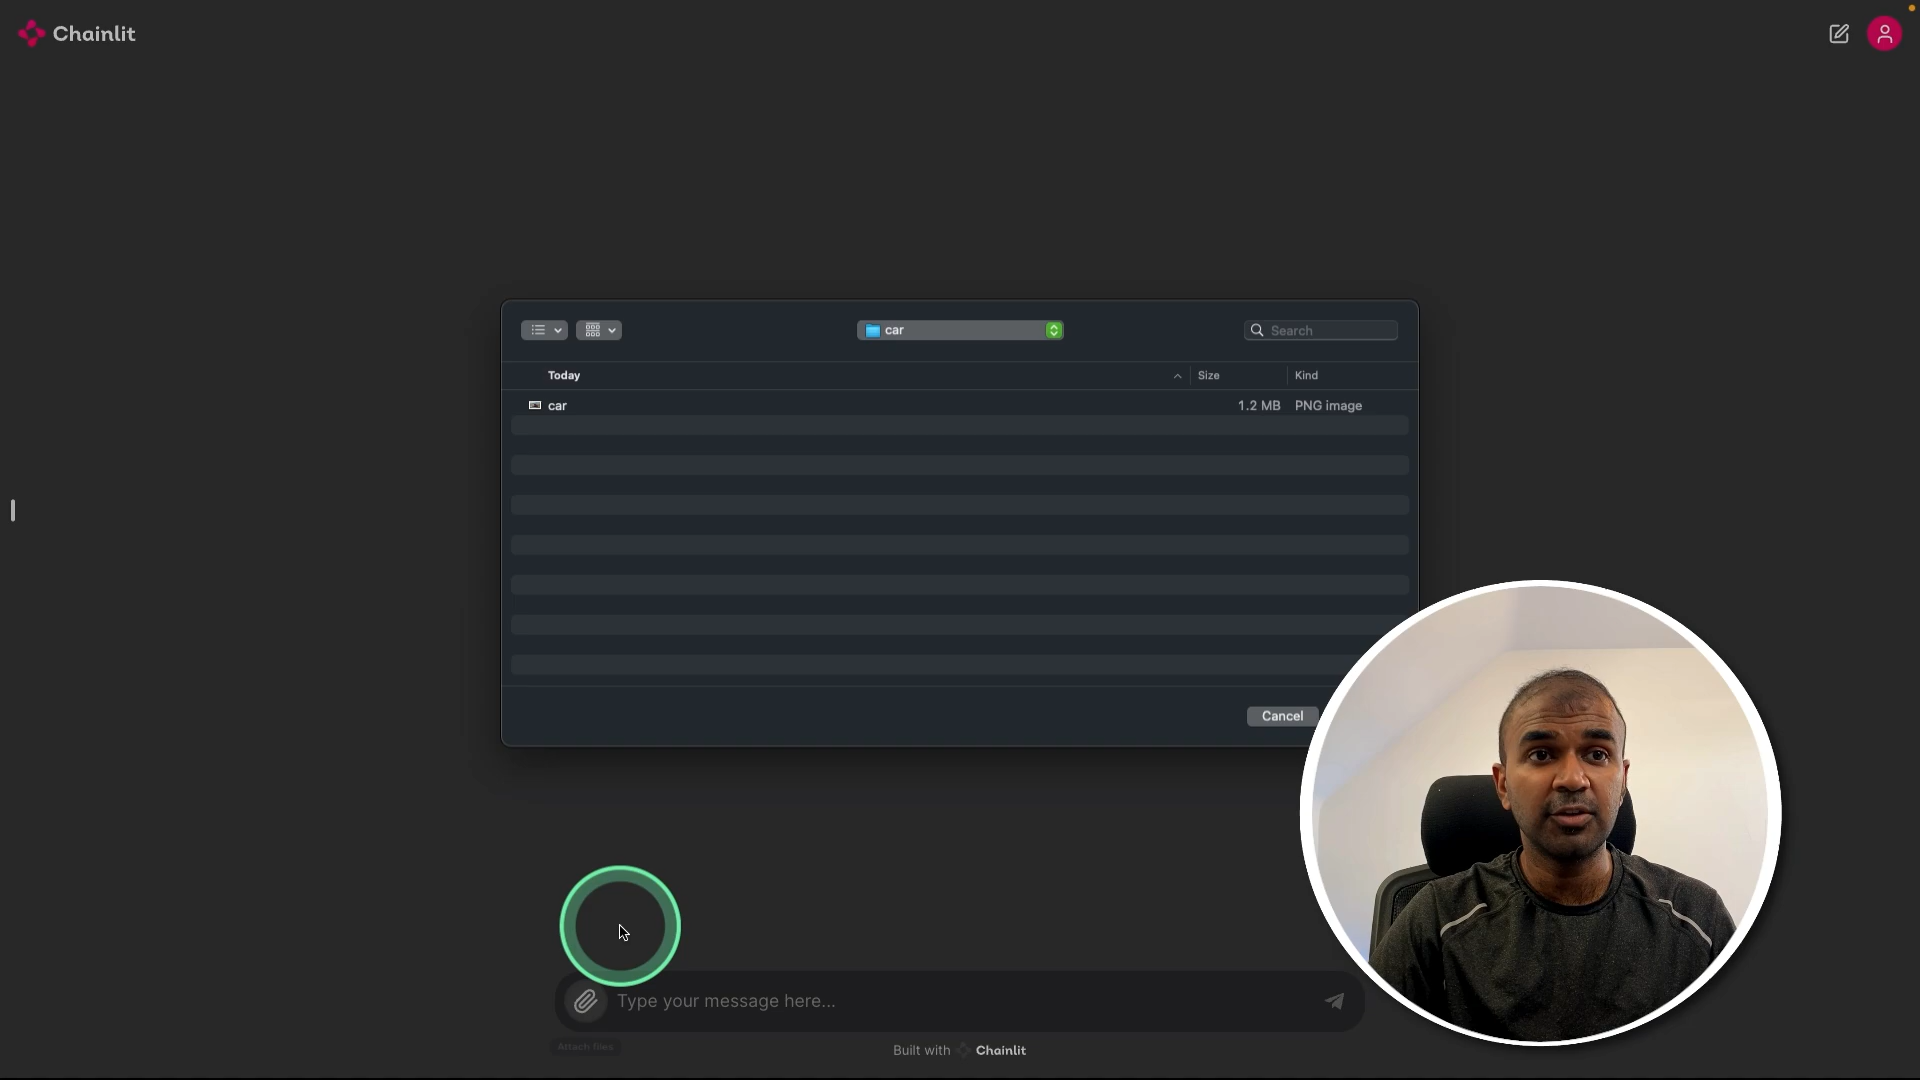 Chainlit
car
Search
Today
Size
Kind
car
1.2 MB
PNG image
Cancel
Type your message here...
Attach files
Built with Chainlit